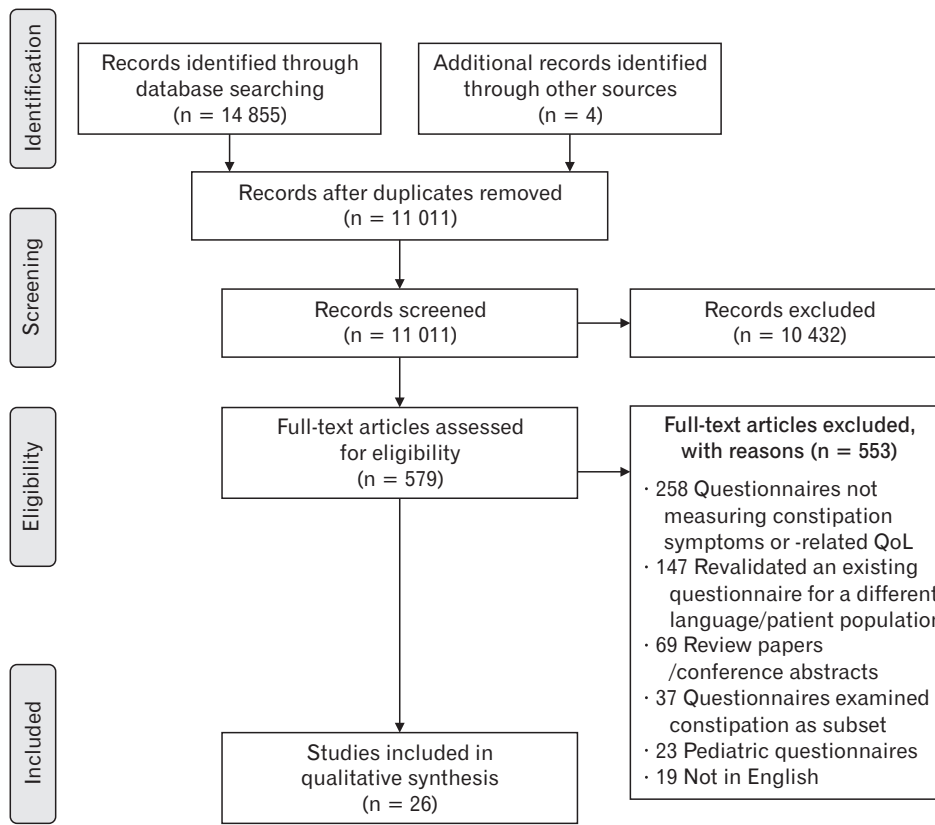 Identification
Records identified through
database searching
(n = 14 855)
Additional records identified
through other sources
(n = 4)
Records after duplicates removed
(n = 11 011)
Screening
Records screened
(n = 11 011)
Records excluded
(n = 10 432)
Eligibility
Full-text articles assessed
for eligibility
(n = 579)
Full-text articles excluded,
with reasons (n = 553)
· 258 Questionnaires not
measuring constipation
symptoms or -related QoL
· 147 Revalidated an existing
questionnaire for a different
language/patient population
· 69 Review papers
/conference abstracts
· 37 Questionnaires examined
constipation as subset
· 23 Pediatric questionnaires
· 19 Not in English
Included
Studies included in
qualitative synthesis
(n = 26)